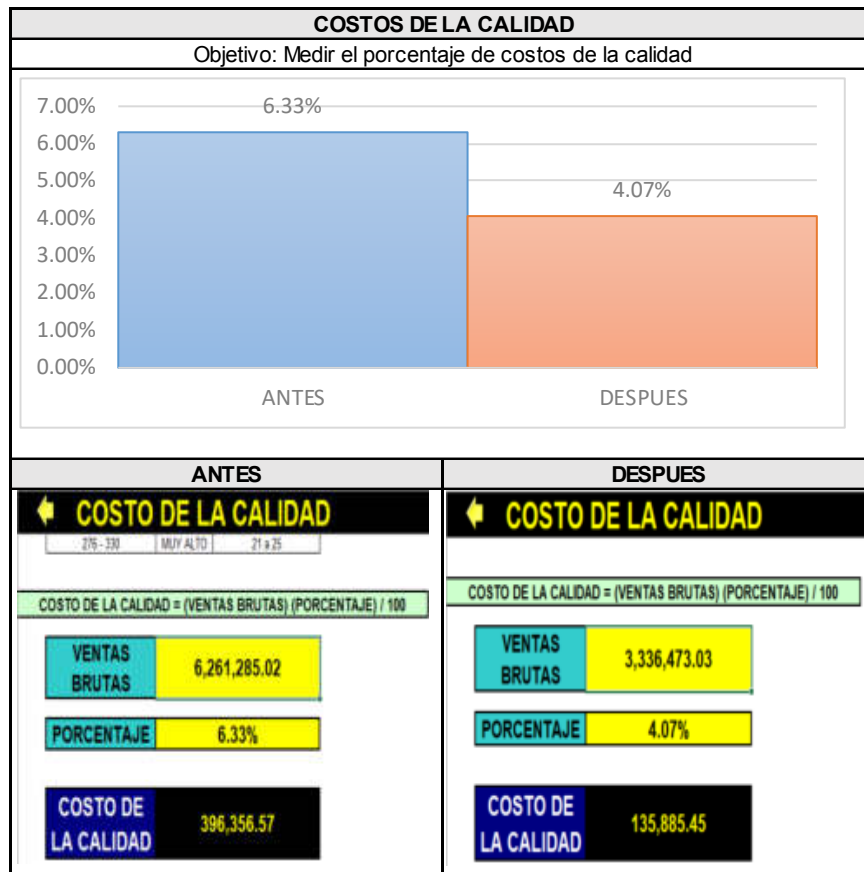 COSTOS DE LA CALIDAD
Objetivo: Medir el porcentaje de costos de la calidad
7.00%
6.00%
5.00%
4.00%
3.00%
2.00%
1.00%
0.00%
6.33%
4.07%
ANTES
DESPUES
ANTES
DESPUES
COSTO DE LA CALIDAD
276 - 330 MUY ALTO 21 a 25
COSTO DE LA CALIDAD = (VENTAS BRUTAS) (PORCENTAJE) / 100
VENTAS
BRUTAS
6,261,285.02
PORCENTAJE
6.33%
COSTO DE
LA CALIDAD
396,356.57
COSTO DE LA CALIDAD
COSTO DE LA CALIDAD = (VENTAS BRUTAS) (PORCENTAJE) / 100
VENTAS
BRUTAS
3,336,473.03
PORCENTAJE
4.07%
COSTO DE
LA CALIDAD
135,885.45